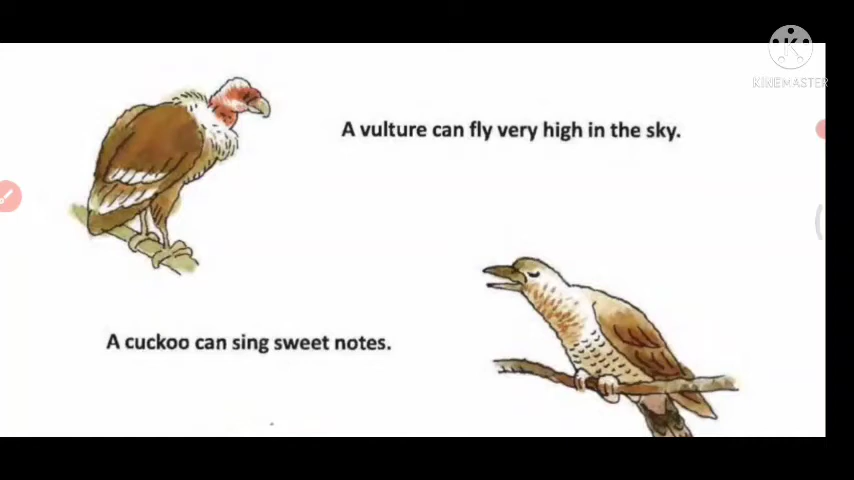 KINEMASTER
A vulture can fly very high in the sky.
A cuckoo can sing sweet notes.